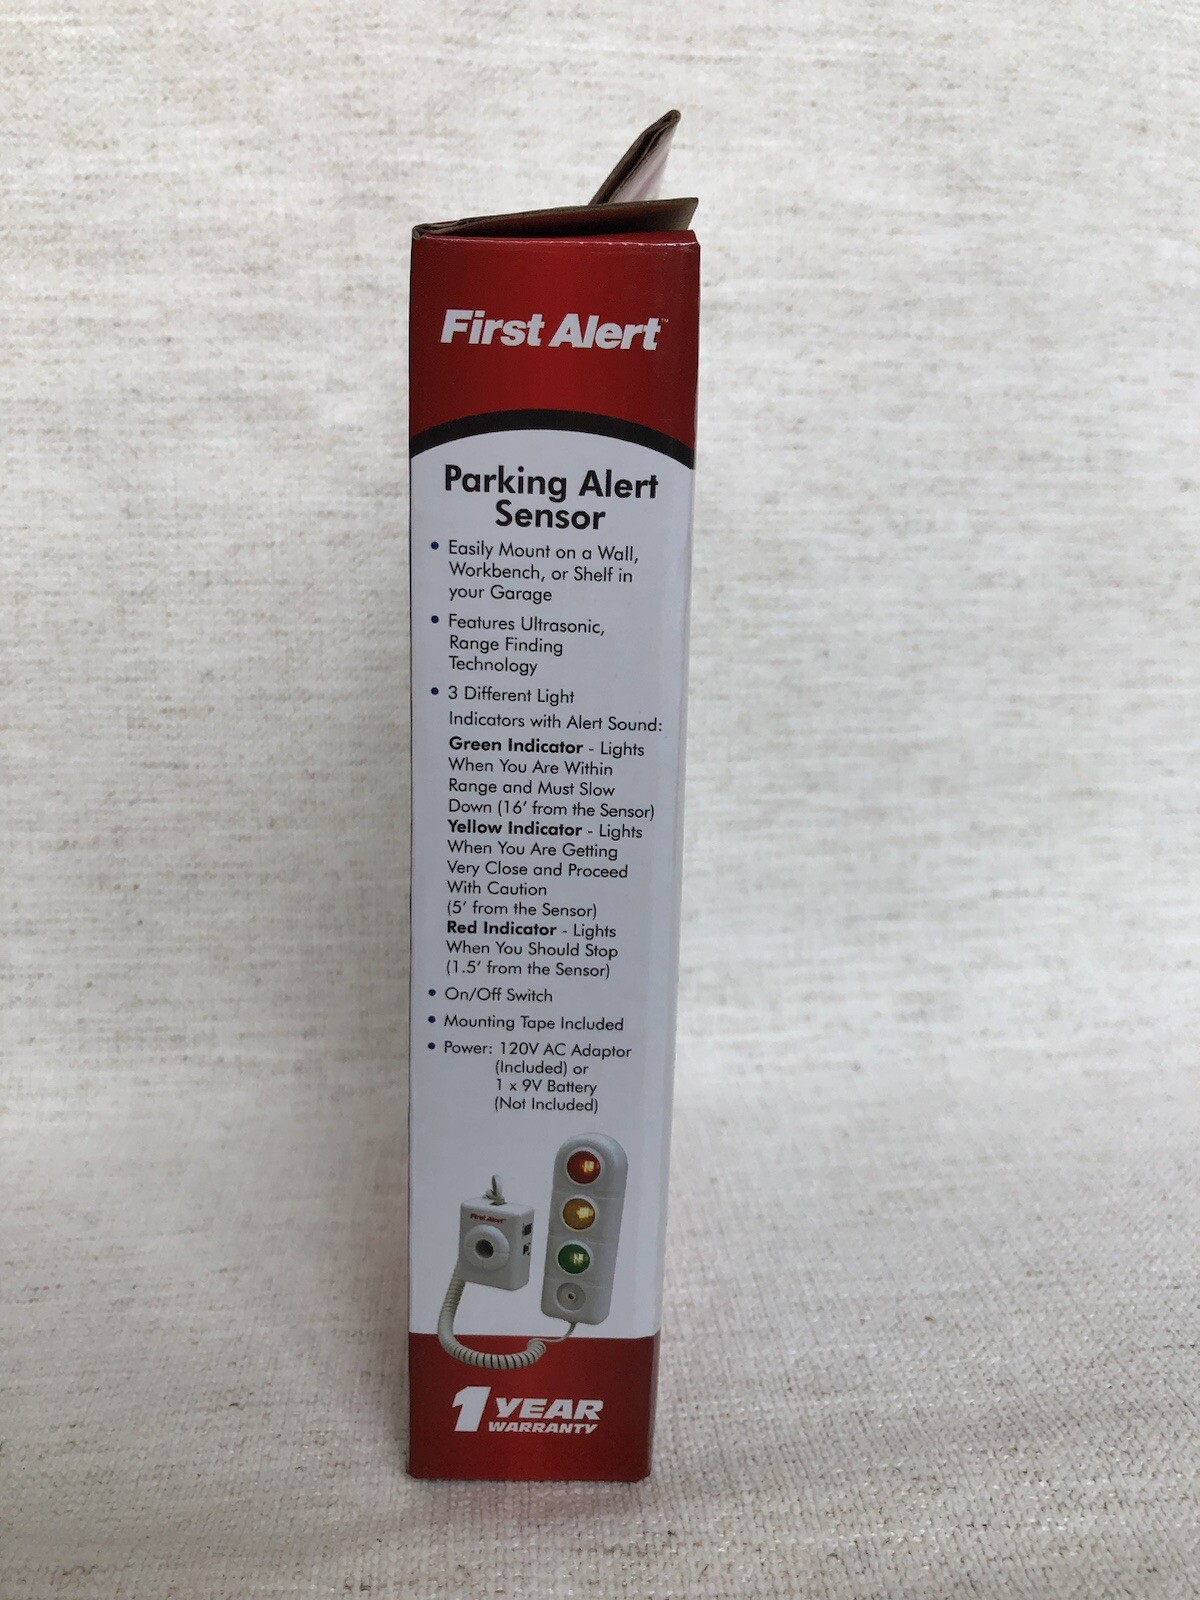 First Alert™
Parking Alert
Sensor
• Easily Mount on a Wall,
Workbench, or Shelf in
your Garage
• Features Ultrasonic,
Range Finding
Technology
• 3 Different Light
Indicators with Alert Sound:
Green Indicator - Lights
When You Are Within
Range and Must Slow
Down (16' from the Sensor)
Yellow Indicator - Lights
When You Are Getting
Very Close and Proceed
With Caution
(5' from the Sensor)
Red Indicator - Lights
When You Should Stop
(1.5' from the Sensor)
• On/Off Switch
• Mounting Tape Included
• Power: 120V AC Adaptor
(Included) or
1 x 9V Battery
(Not Included)
First Alert
1 YEAR
WARRANTY